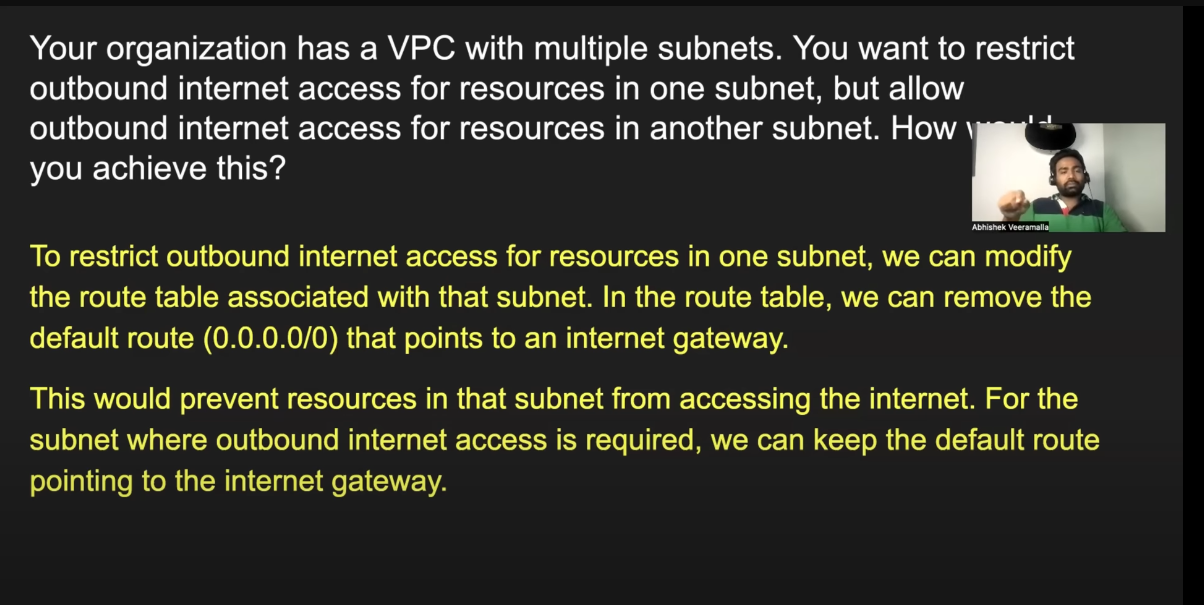 Your organization has a VPC with multiple subnets. You want to restrict
outbound internet access for resources in one subnet, but allow
outbound internet access for resources in another subnet. How
you achieve this?
Abhishek Veeramalla
To restrict outbound internet access for resources in one subnet, we can modify
the route table associated with that subnet. In the route table, we can remove the
default route (0.0.0.0/0) that points to an internet gateway.
This would prevent resources in that subnet from accessing the internet. For the
subnet where outbound internet access is required, we can keep the default route
pointing to the internet gateway.